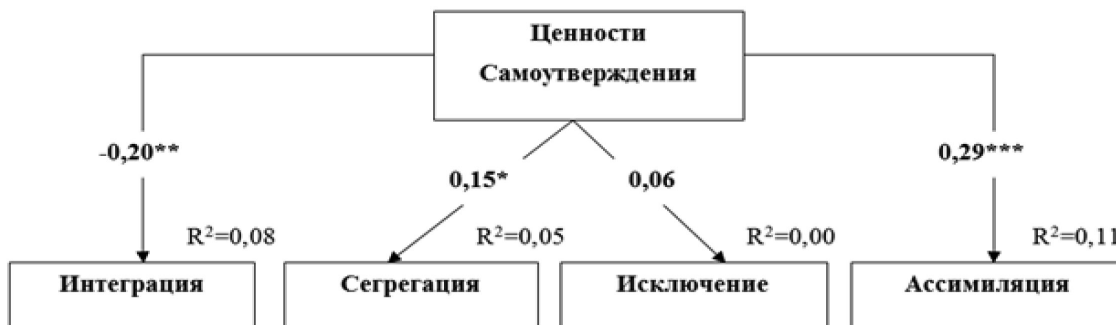 Ценности
Самоутверждения
-0,20**
0,15*
0,06
0,29***
R²=0,08
R²=0,05
R²=0,00
R²=0,11
Интеграция
Сегрегация
Исключение
Ассимиляция